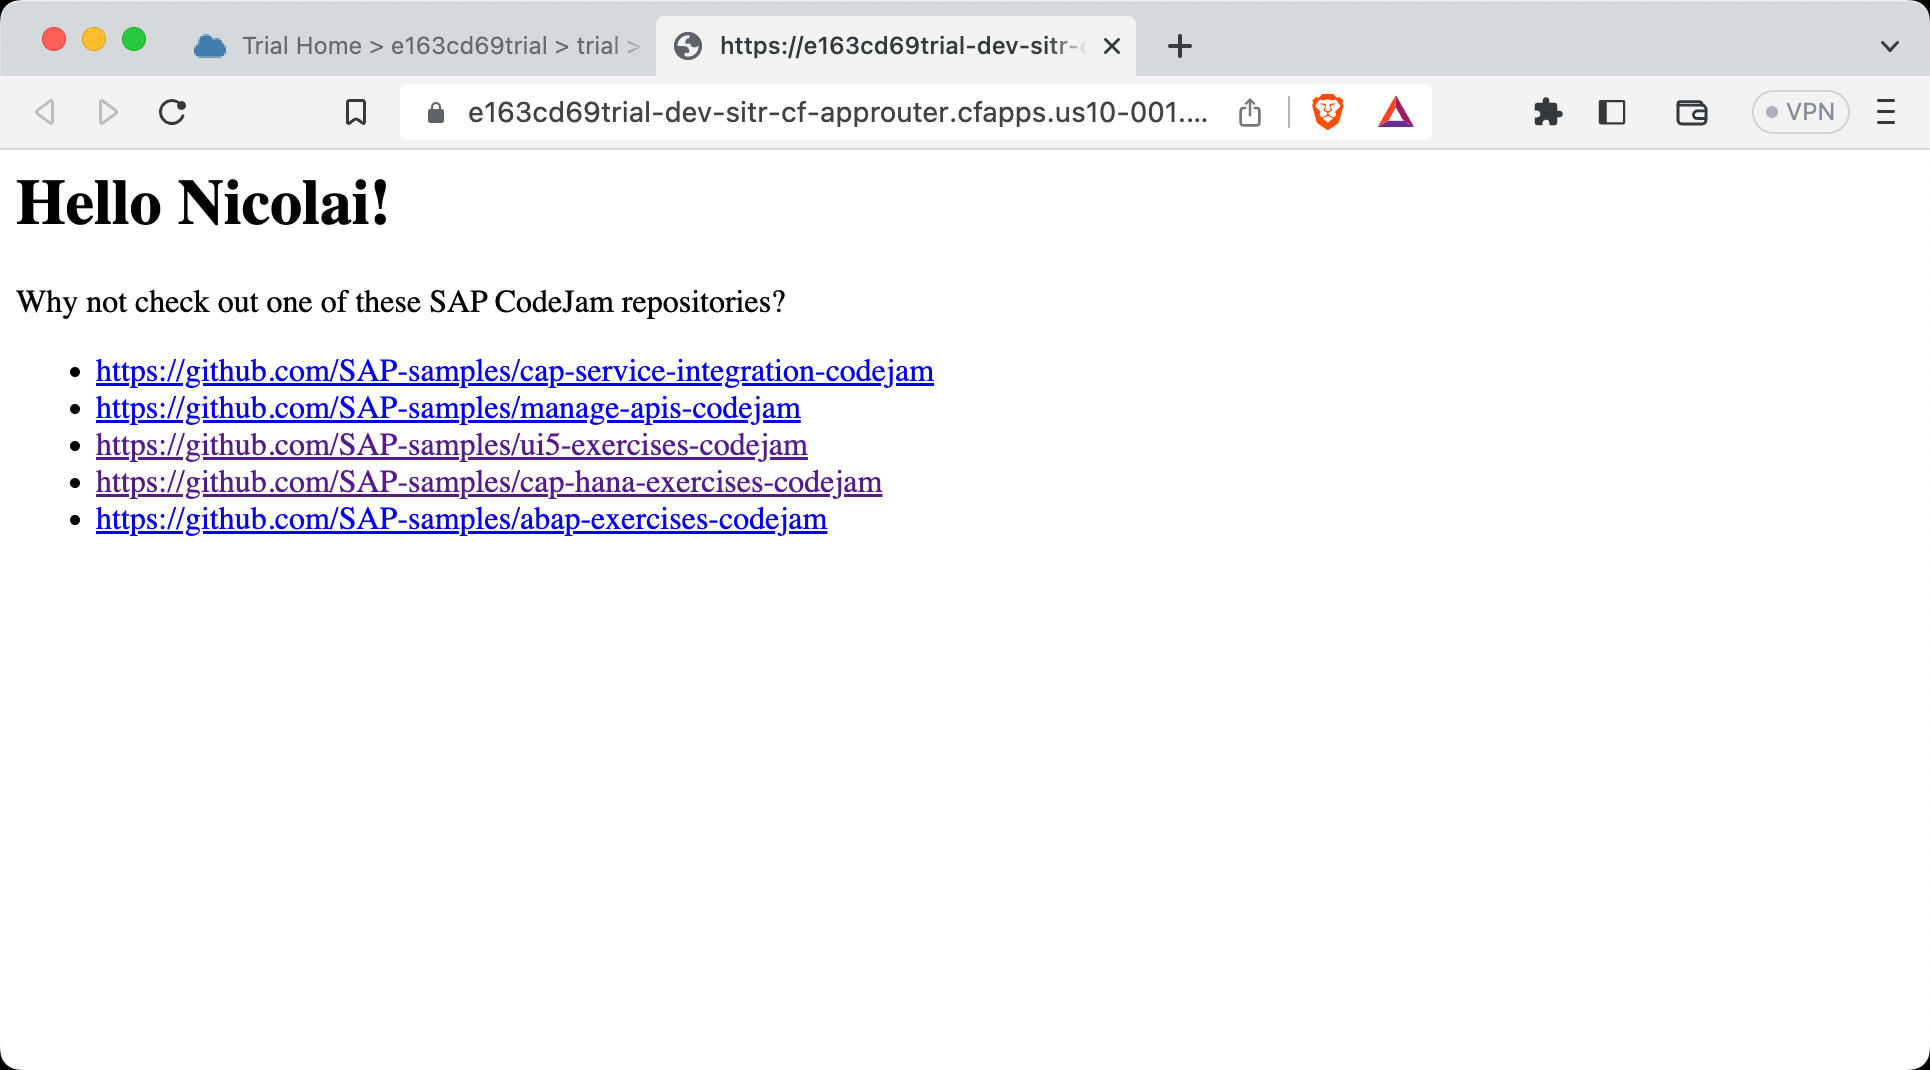 Trial Home > e163cd69trial > trial >
https://e163cd69trial-dev-sitr-
e163cd69trial-dev-sitr-cf-approuter.cfapps.us10-001....
VPN
Hello Nicolai!
Why not check out one of these SAP CodeJam repositories?
https://github.com/SAP-samples/cap-service-integration-codejam
https://github.com/SAP-samples/manage-apis-codejam
https://github.com/SAP-samples/ui5-exercises-codejam
https://github.com/SAP-samples/cap-hana-exercises-codejam
https://github.com/SAP-samples/abap-exercises-codejam